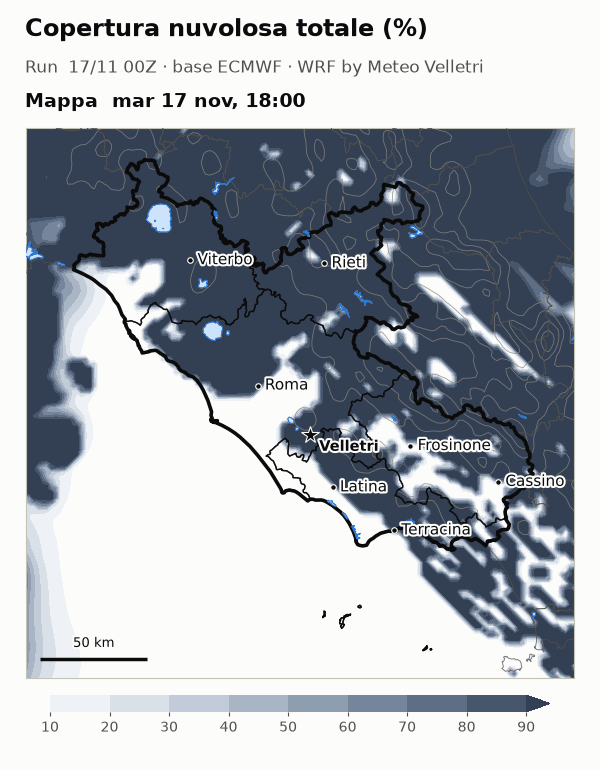 Copertura nuvolosa totale (%)
Run  17/11 00Z · base ECMWF · WRF by Meteo Velletri
Mappa  mar 17 nov, 18:00
Viterbo
Rieti
Roma
Velletri
Frosinone
Cassino
Latina
Terracina
50 km
10 20 30 40 50 60 70 80 90